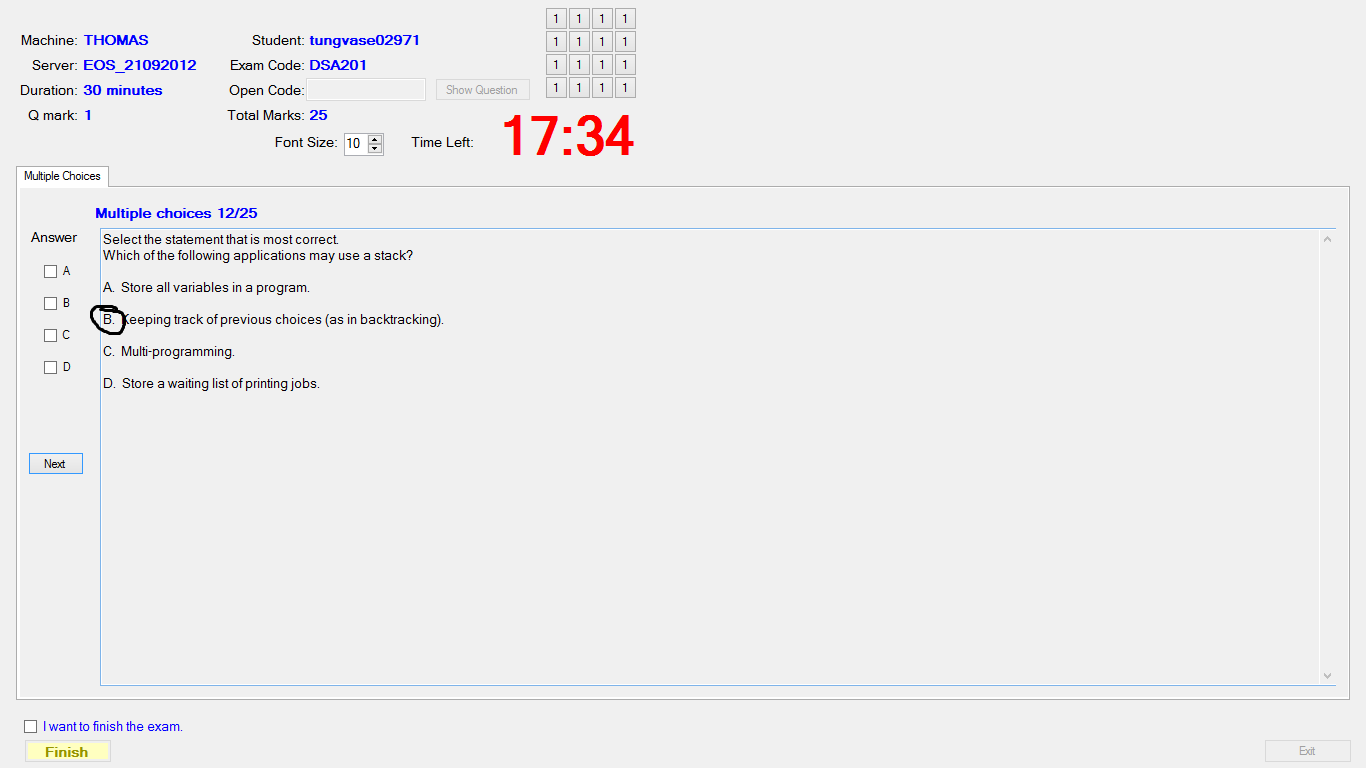 Machine: THOMAS Student: tungvase02971 1 1 1 1
Server: EOS_21092012 Exam Code: DSA201 1 1 1 1
Duration: 30 minutes Open Code: Show Question 1 1 1 1
Q mark: 1 Total Marks: 25 1 1 1 1
Font Size: 10 Time Left: 17:34
Multiple Choices
Multiple choices 12/25
Answer
Select the statement that is most correct.
Which of the following applications may use a stack?
A
A. Store all variables in a program.
B
B. Keeping track of previous choices (as in backtracking).
C
C. Multi-programming.
D
D. Store a waiting list of printing jobs.
Next
I want to finish the exam.
Finish
Exit